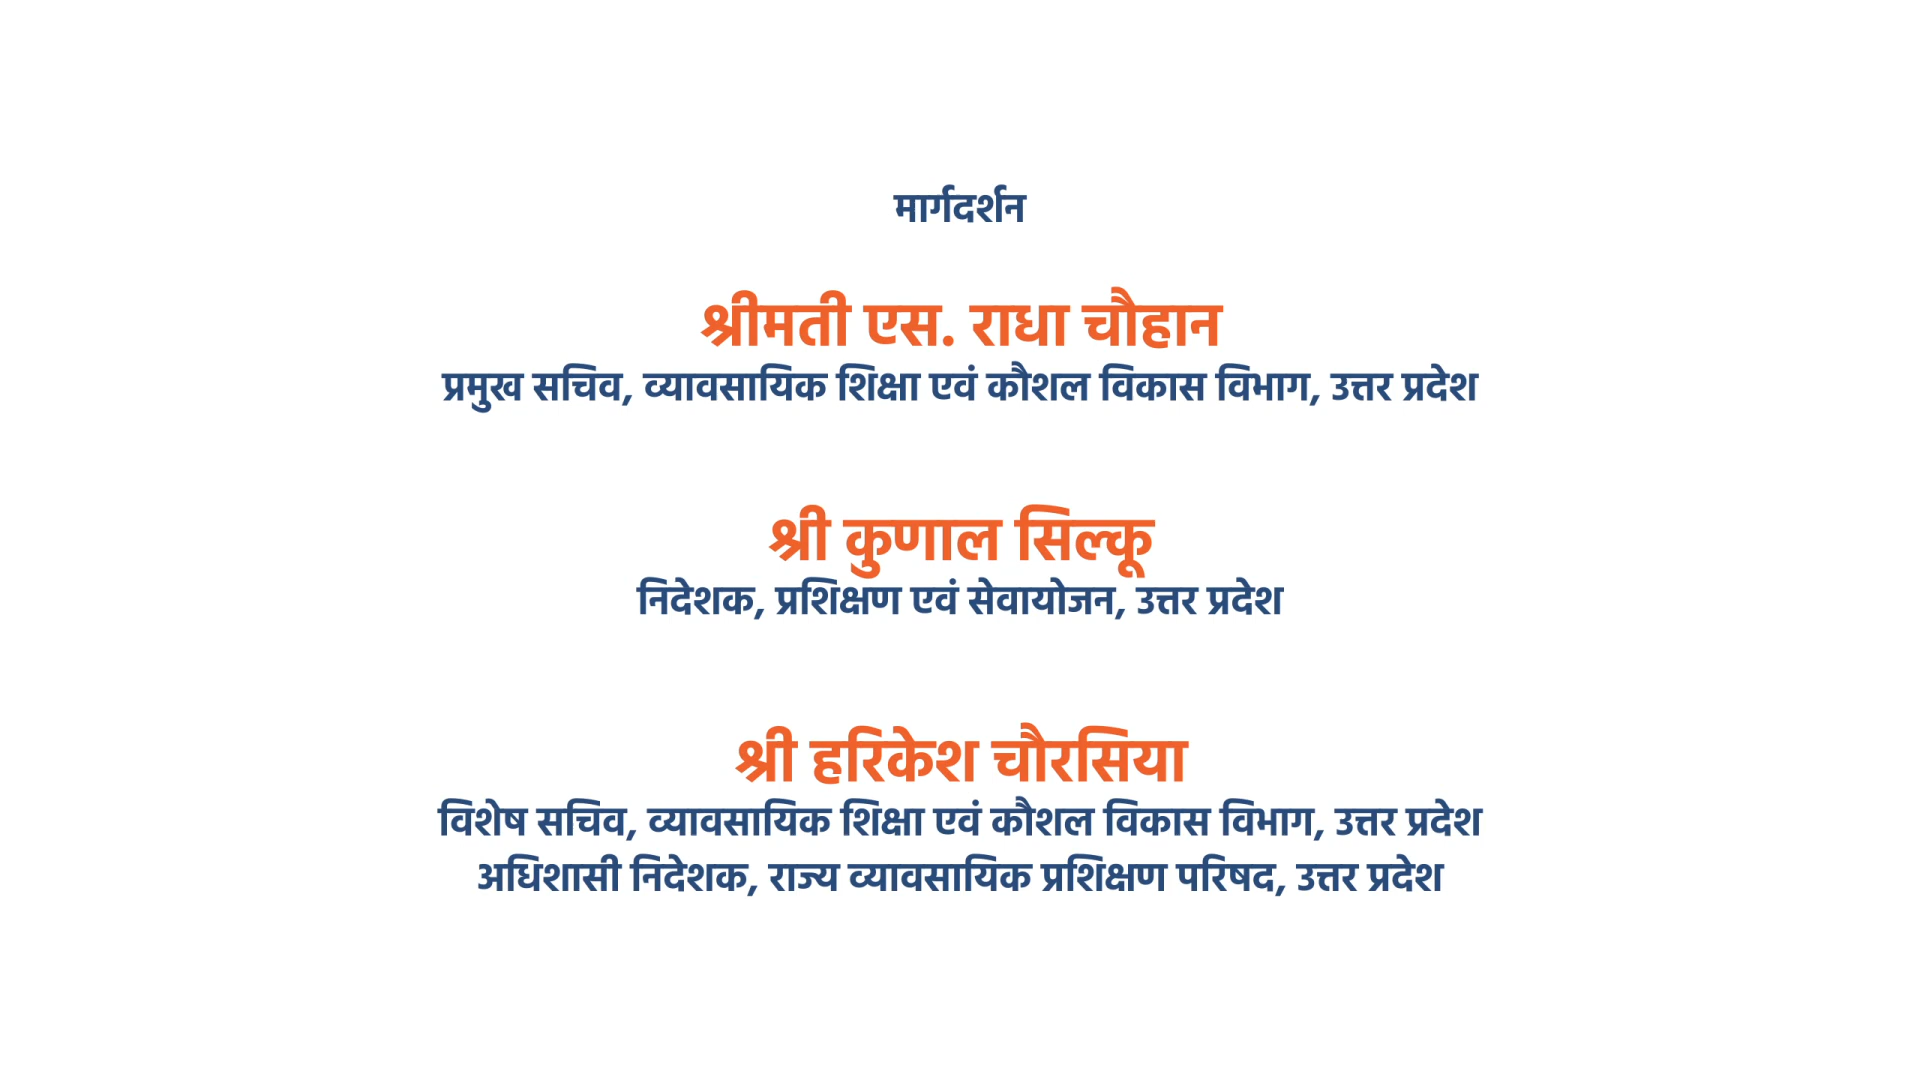 मार्गदर्शन
श्रीमती एस. राधा चौहान
प्रमुख सचिव, व्यावसायिक शिक्षा एवं कौशल विकास विभाग, उत्तर प्रदेश
श्री कुणाल सिल्कू
निदेशक, प्रशिक्षण एवं सेवायोजन, उत्तर प्रदेश
श्री हरिकेश चौरसिया
विशेष सचिव, व्यावसायिक शिक्षा एवं कौशल विकास विभाग, उत्तर प्रदेश
अधिशासी निदेशक, राज्य व्यावसायिक प्रशिक्षण परिषद, उत्तर प्रदेश